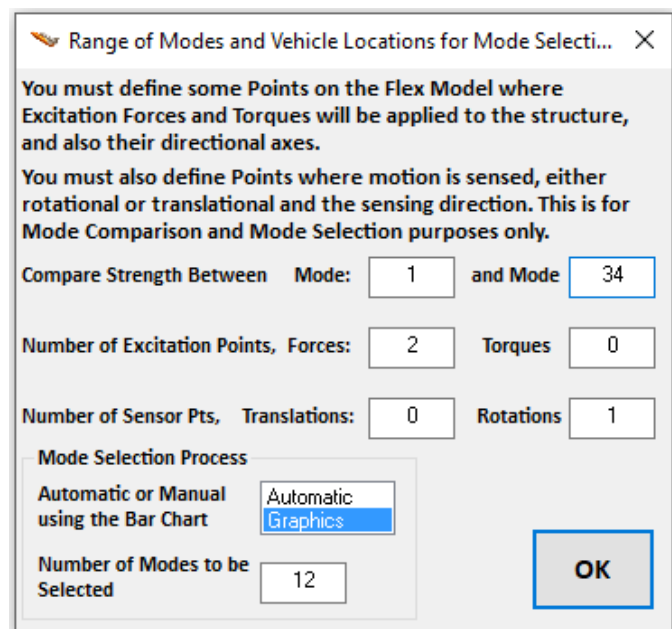 Range of Modes and Vehicle Locations for Mode Selecti...
You must define some Points on the Flex Model where
Excitation Forces and Torques will be applied to the structure,
and also their directional axes.
You must also define Points where motion is sensed, either
rotational or translational and the sensing direction. This is for
Mode Comparison and Mode Selection purposes only.
Compare Strength Between Mode: 1 and Mode 34
Number of Excitation Points, Forces: 2 Torques 0
Number of Sensor Pts, Translations: 0 Rotations 1
Mode Selection Process
Automatic or Manual
using the Bar Chart
Automatic
Graphics
Number of Modes to be
Selected
12
OK